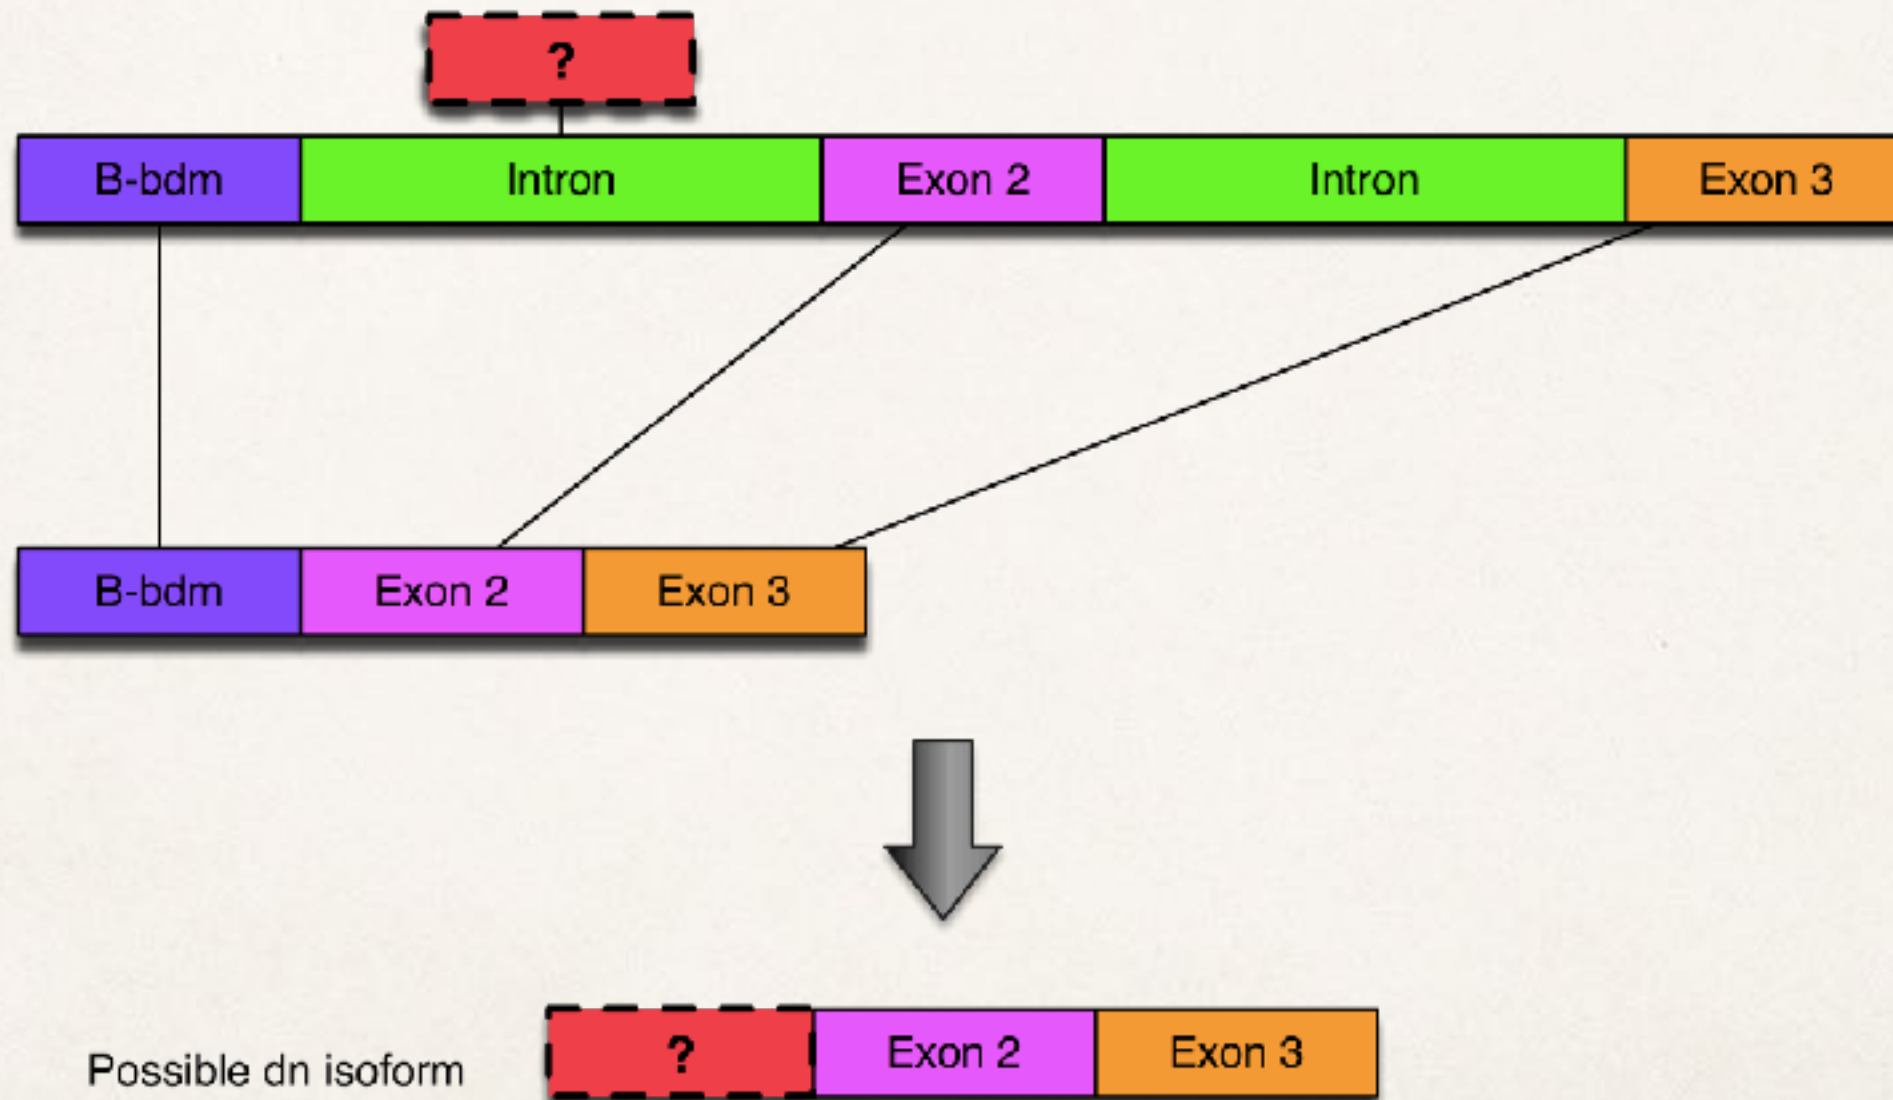 ?
B-bdm Intron Exon 2 Intron Exon 3
B-bdm Exon 2 Exon 3
Possible dn isoform ? Exon 2 Exon 3